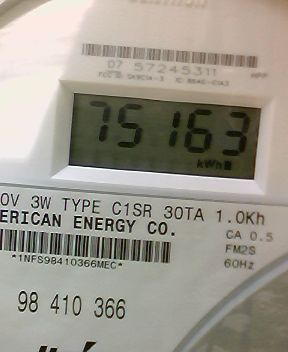 07 57245311
75163
kWh
0V 3W TYPE C1SR 30TA 1.0Kh
ERICAN ENERGY CO.
CA 0.5
FM2S
60Hz
*1NFS98410366MEC*
98 410 366